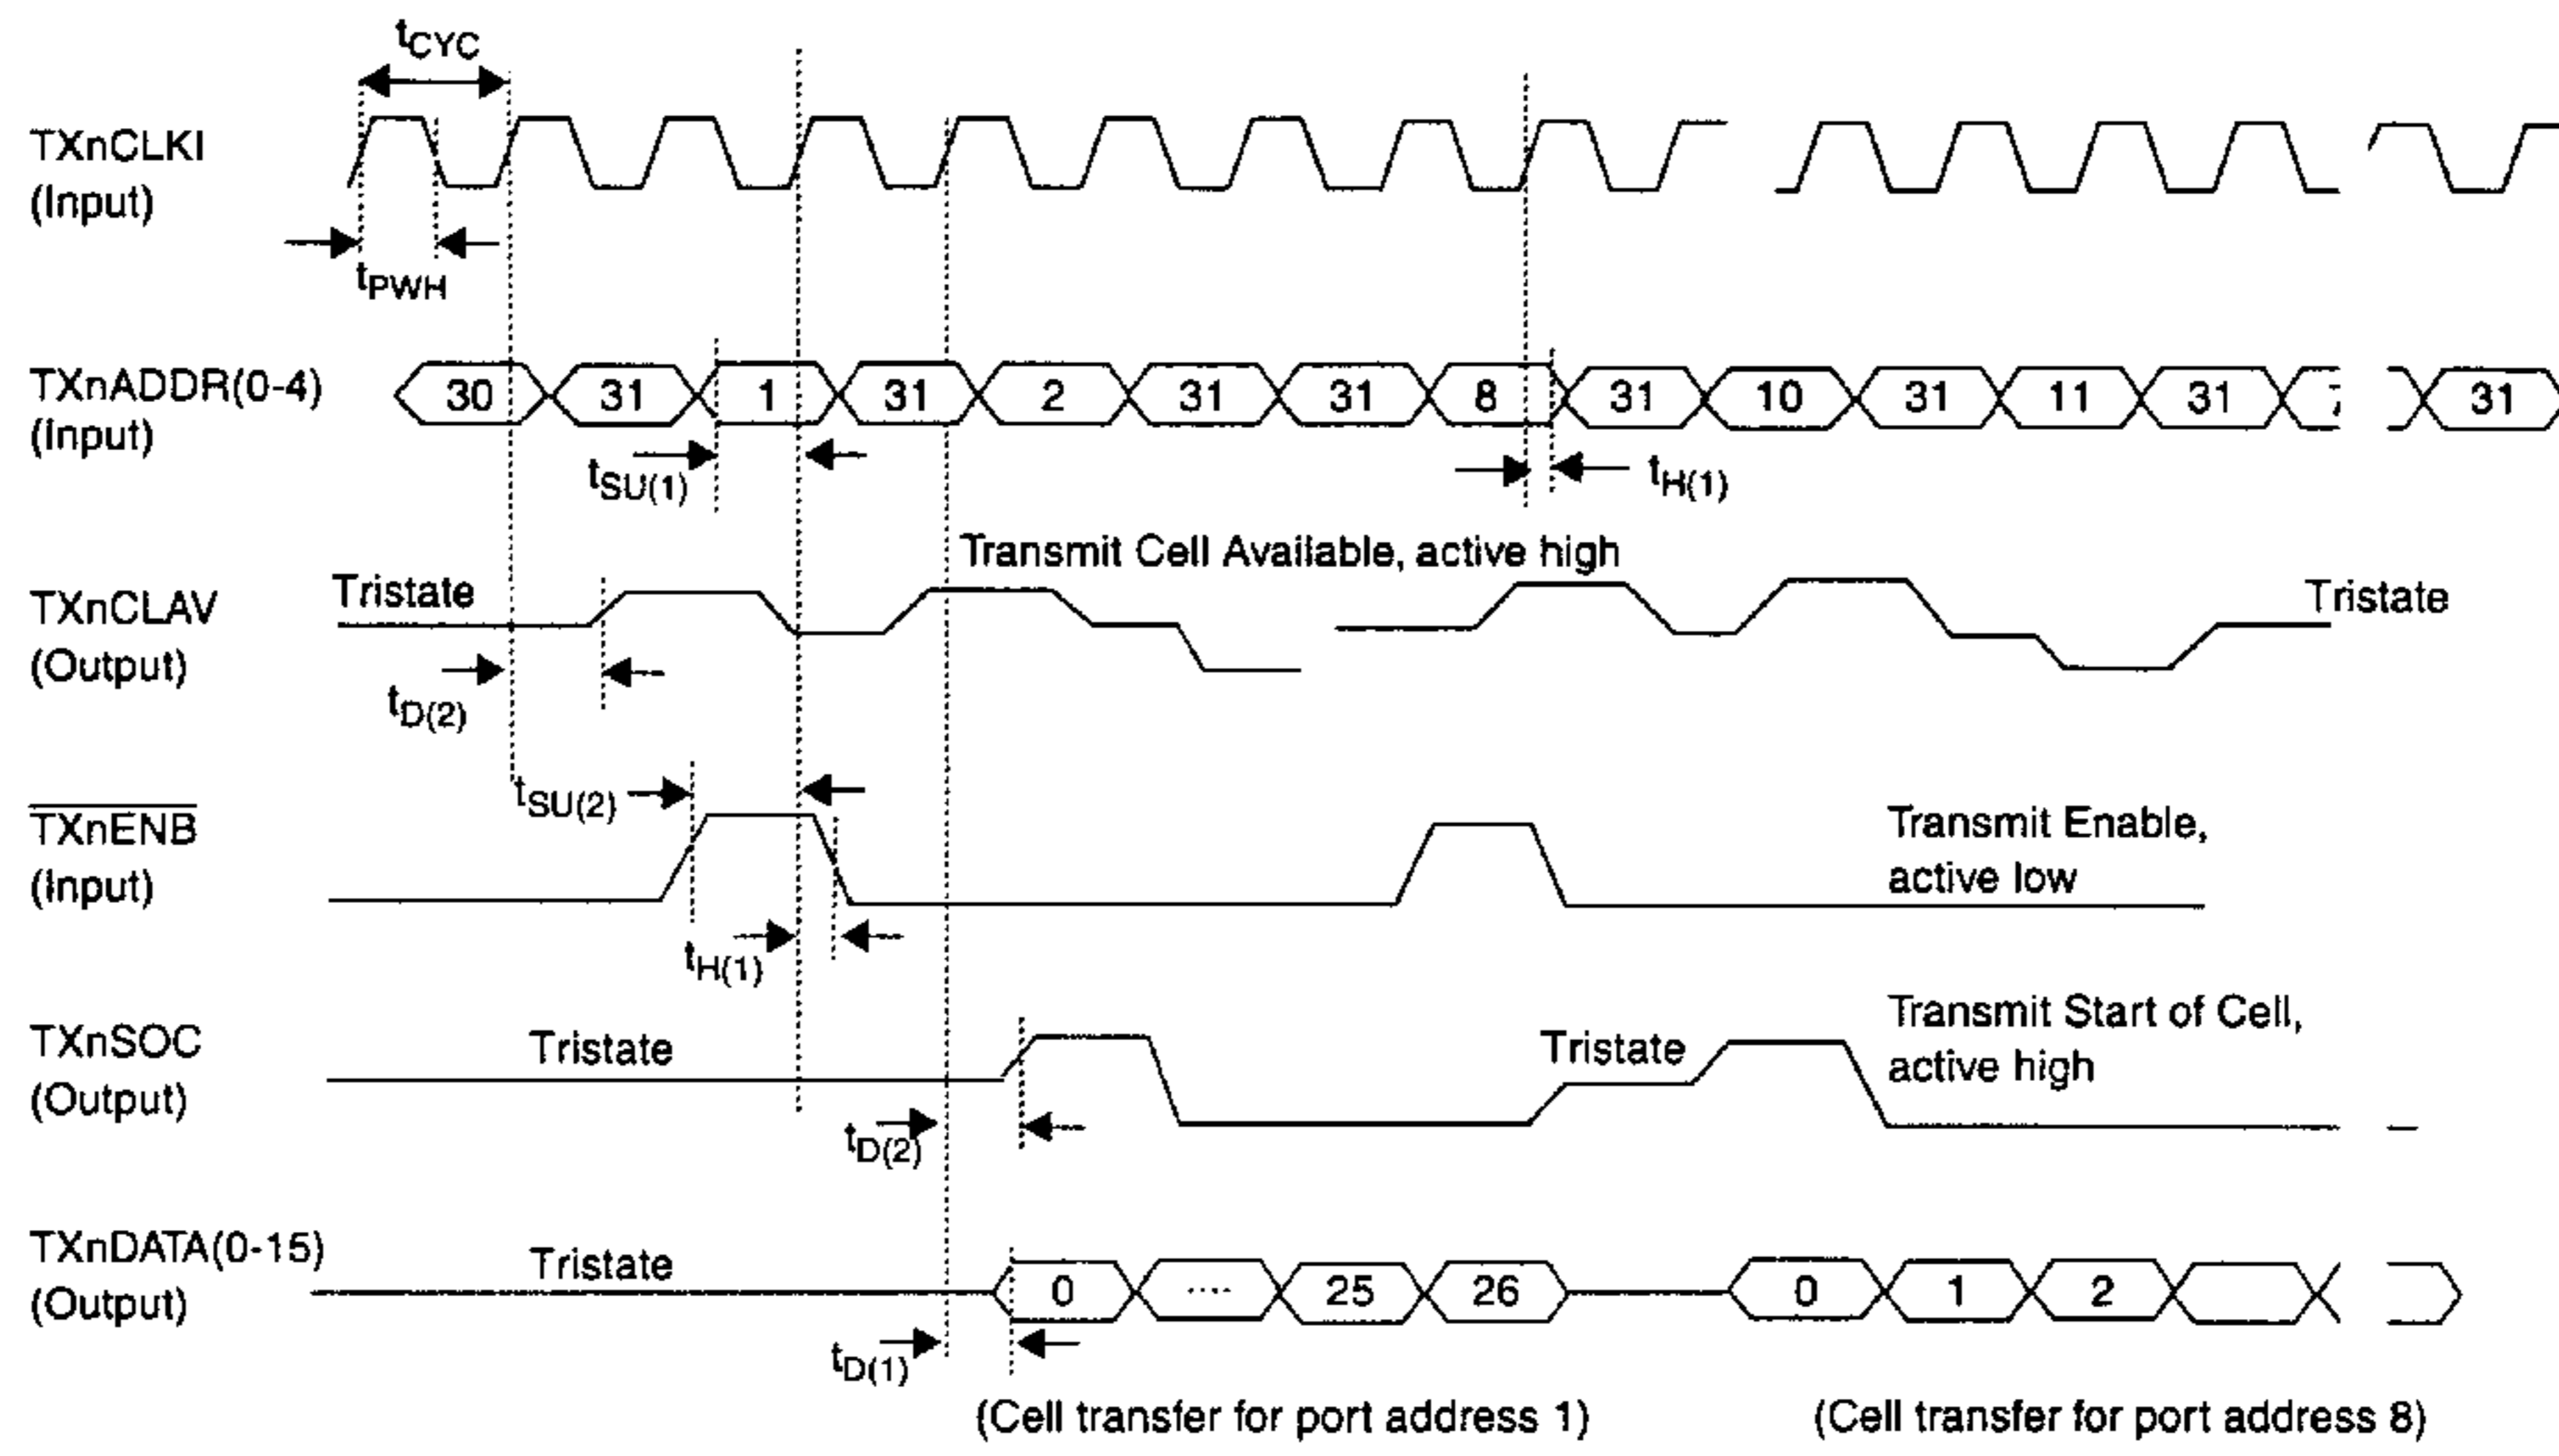 tCYC
TXnCLKI
(Input)
tPWH
TXnADDR(0-4)
(Input)
30 31 1 31 2 31 31 8 31 10 31 11 31 31
tSU(1)
tH(1)
Transmit Cell Available, active high
TXnCLAV
(Output)
Tristate
Tristate
tD(2)
tSU(2)
TXnENB
(Input)
Transmit Enable,
active low
tH(1)
TXnSOC
(Output)
Tristate
Tristate
Transmit Start of Cell,
active high
tD(2)
TXnDATA(0-15)
(Output)
Tristate
0 .... 25 26 0 1 2
tD(1)
(Cell transfer for port address 1)
(Cell transfer for port address 8)